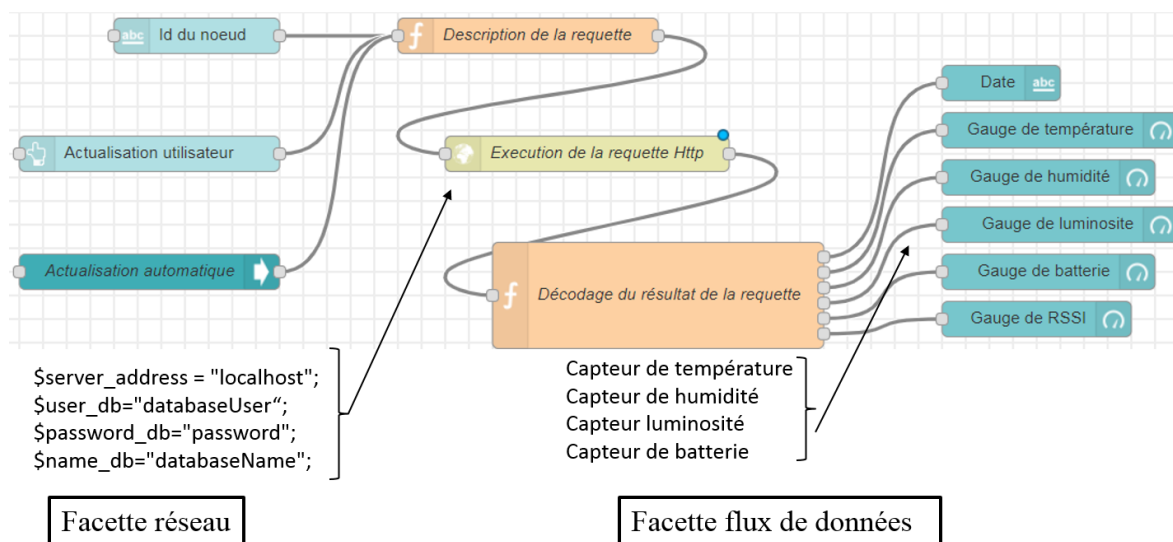 abc Id du noeud
Description de la requette
Date abc
Actualisation utilisateur
Execution de la requette Http
Gauge de température
Gauge de humidité
Gauge de luminosite
Actualisation automatique
Décodage du résultat de la requette
Gauge de batterie
Gauge de RSSI
$server_address = "localhost";
$user_db="databaseUser“;
$password_db="password";
$name_db="databaseName";
Capteur de température
Capteur de humidité
Capteur luminosité
Capteur de batterie
Facette réseau
Facette flux de données